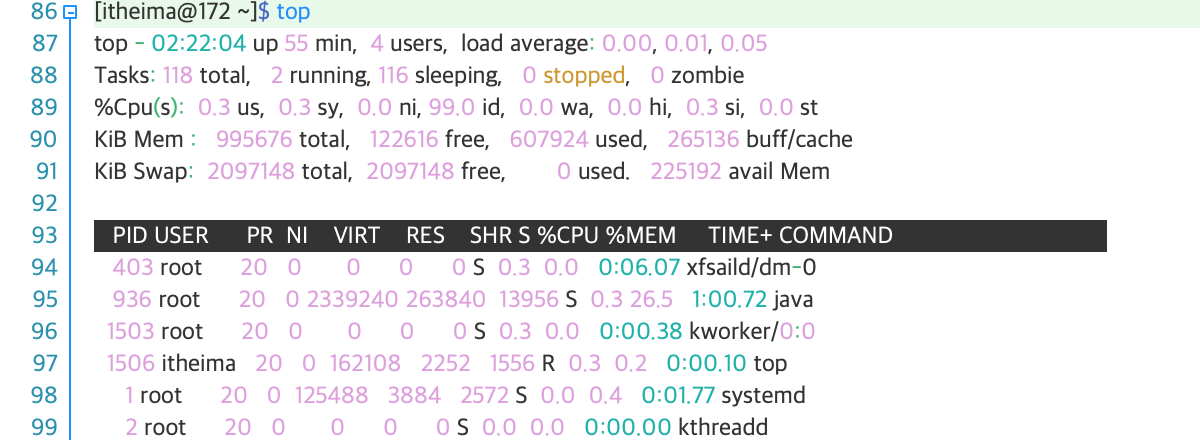 86 [itheima@172 ~]$ top
87 top - 02:22:04 up 55 min,  4 users,  load average: 0.00, 0.01, 0.05
88 Tasks: 118 total,   2 running, 116 sleeping,   0 stopped,   0 zombie
89 %Cpu(s):  0.3 us,  0.3 sy,  0.0 ni, 99.0 id,  0.0 wa,  0.0 hi,  0.3 si,  0.0 st
90 KiB Mem :   995676 total,   122616 free,   607924 used,   265136 buff/cache
91 KiB Swap:  2097148 total,  2097148 free,        0 used.   225192 avail Mem
92
93 PID USER      PR  NI    VIRT    RES    SHR S %CPU %MEM     TIME+ COMMAND
94 403 root      20   0       0      0      0 S  0.3  0.0   0:06.07 xfsaild/dm-0
95 936 root      20   0 2339240 263840  13956 S  0.3 26.5   1:00.72 java
96 1503 root      20   0       0      0      0 S  0.3  0.0   0:00.38 kworker/0:0
97 1506 itheima   20   0  162108   2252   1556 R  0.3  0.2   0:00.10 top
98 1 root      20   0  125488   3884   2572 S  0.0  0.4   0:01.77 systemd
99 2 root      20   0       0      0      0 S  0.0  0.0   0:00.00 kthreadd